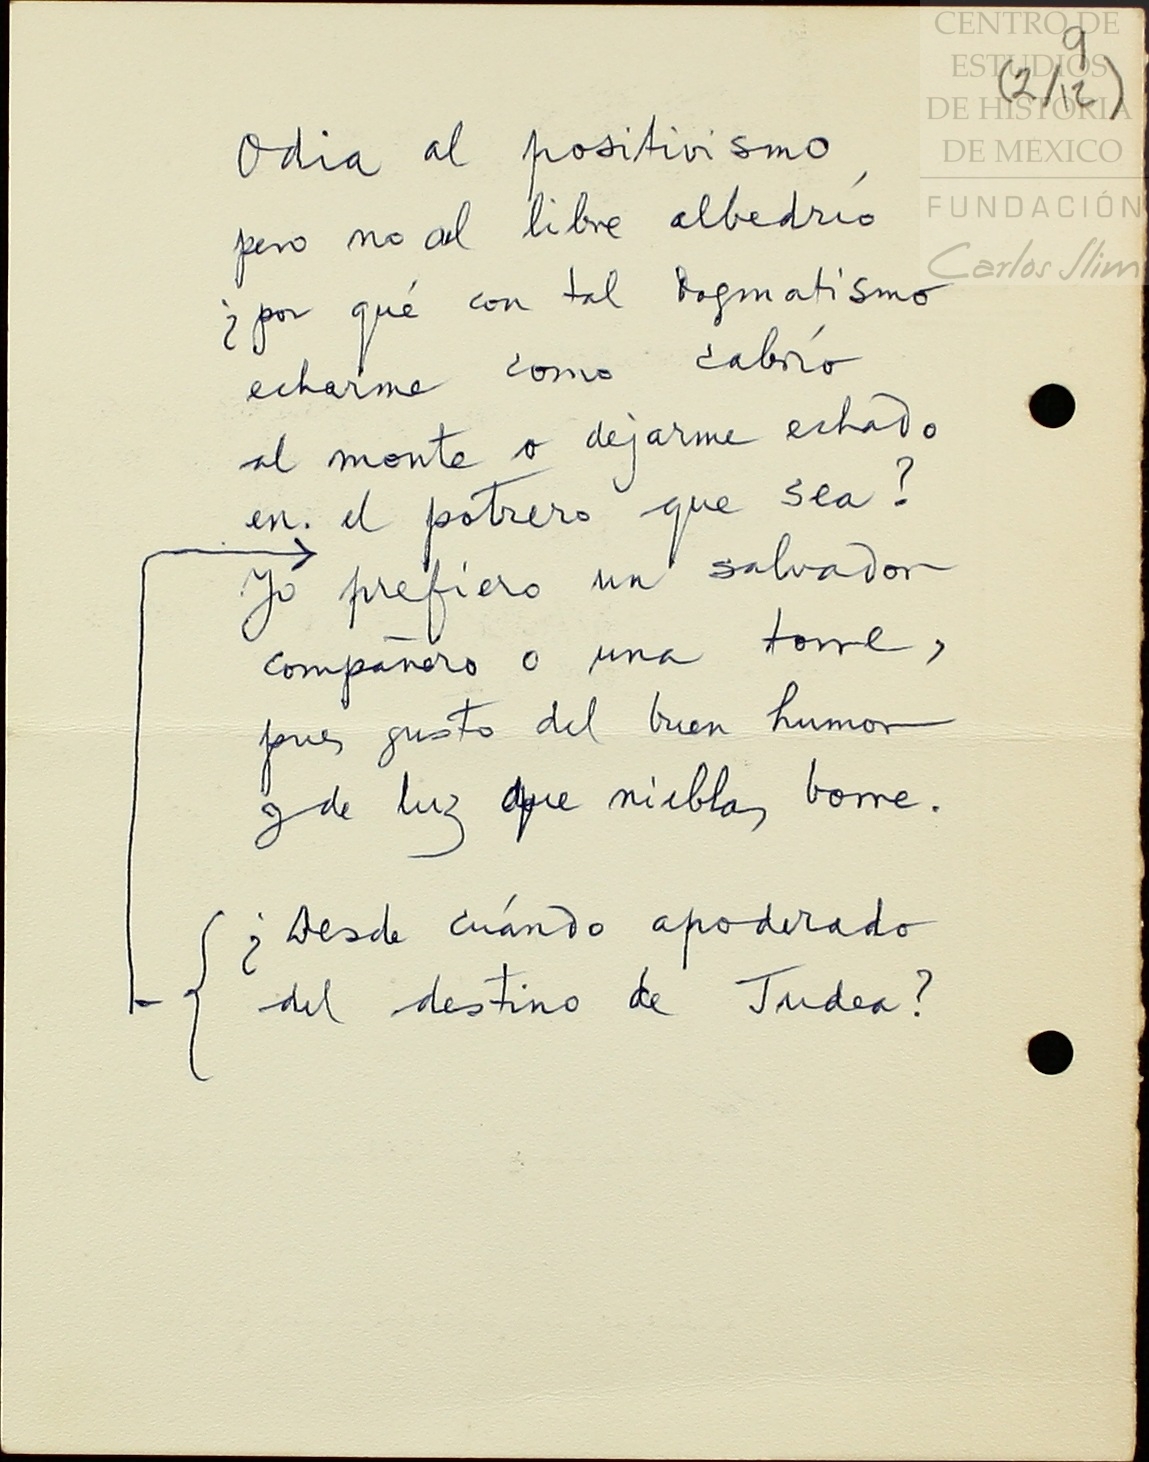 CENTRO DE
ESTUDIOS
DE HISTORIA
DE MÉXICO
FUNDACIÓN
Carlos Slim
9
(2/12)
Odia al positivismo,
pero no al libre albedrío
¿por qué con tal dogmatismo
echarme como cabrío
al monte o dejarme echado
en. el potrero que sea?
Yo prefiero un salvador
compañero o una torre,
pues gusto del buen humor
y de luz que nieblas borre.
¿Desde cuándo apoderado
del destino de Judea?